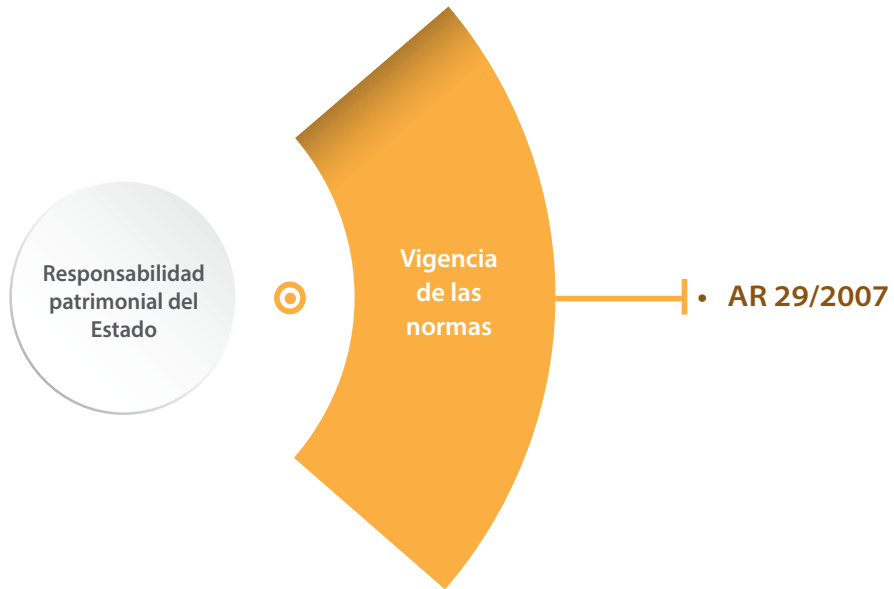 Responsabilidad
patrimonial del
Estado
Vigencia
de las
normas
• AR 29/2007